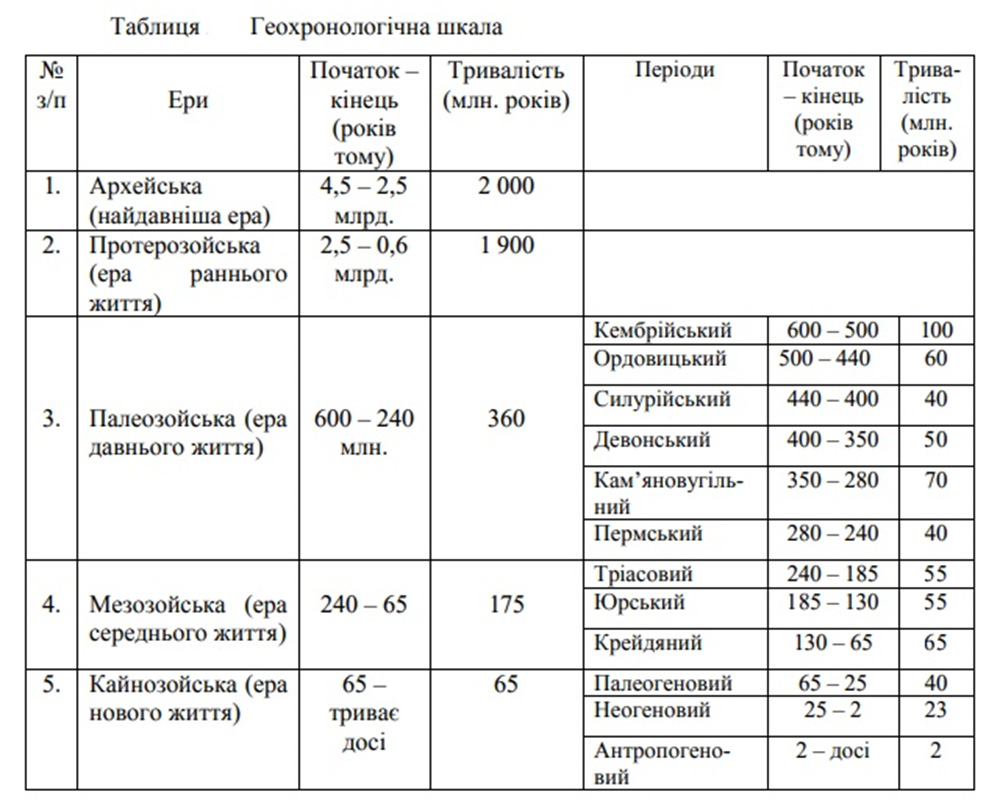 Таблиця Геохронологічна шкала
№ з/п
Ери
Початок –
кінець
(років
тому)
Тривалість
(млн. років)
Періоди
Початок
– кінець
(років
тому)
Трива-
лість
(млн.
років)
1.
Архейська
(найдавніша ера)
4,5 – 2,5
млрд.
2 000
2.
Протерозойська
(ера раннього
життя)
2,5 – 0,6
млрд.
1 900
3.
Палеозойська (ера
давнього життя)
600 – 240
млн.
360
Кембрійський 600 – 500 100
Ордовицький 500 – 440 60
Силурійський 440 – 400 40
Девонський 400 – 350 50
Кам’яновугіль-
ний
350 – 280 70
Пермський 280 – 240 40
4.
Мезозойська (ера
середнього життя)
240 – 65
175
Тріасовий 240 – 185 55
Юрський 185 – 130 55
Крейдяний 130 – 65 65
5.
Кайнозойська (ера
нового життя)
65 –
триває
досі
65
Палеогеновий 65 – 25 40
Неогеновий 25 – 2 23
Антропогено-
вий
2 – досі 2